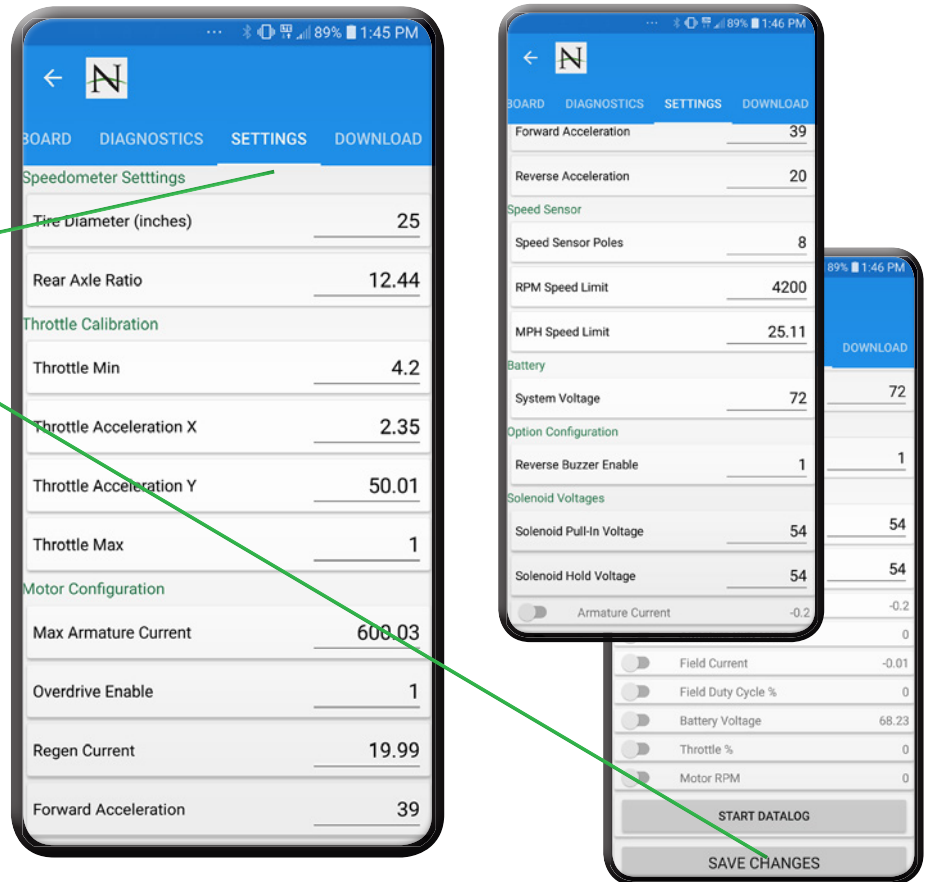 ... 89% 1:45 PM
N
BOARD DIAGNOSTICS SETTINGS DOWNLOAD
Speedometer Setttings
Tire Diameter (inches) 25
Rear Axle Ratio 12.44
Throttle Calibration
Throttle Min 4.2
Throttle Acceleration X 2.35
Throttle Acceleration Y 50.01
Throttle Max 1
Motor Configuration
Max Armature Current 600.03
Overdrive Enable 1
Regen Current 19.99
Forward Acceleration 39
... 89% 1:46 PM
N
BOARD DIAGNOSTICS SETTINGS DOWNLOAD
Forward Acceleration 39
Reverse Acceleration 20
Speed Sensor
Speed Sensor Poles 8
RPM Speed Limit 4200
MPH Speed Limit 25.11
Battery
System Voltage 72
Option Configuration
Reverse Buzzer Enable 1
Solenoid Voltages
Solenoid Pull-In Voltage 54
Solenoid Hold Voltage 54
Armature Current -0.2
89% 1:46 PM
DOWNLOAD
72
1
54
54
-0.2
0
Field Current -0.01
Field Duty Cycle % 0
Battery Voltage 68.23
Throttle % 0
Motor RPM 0
START DATALOG
SAVE CHANGES